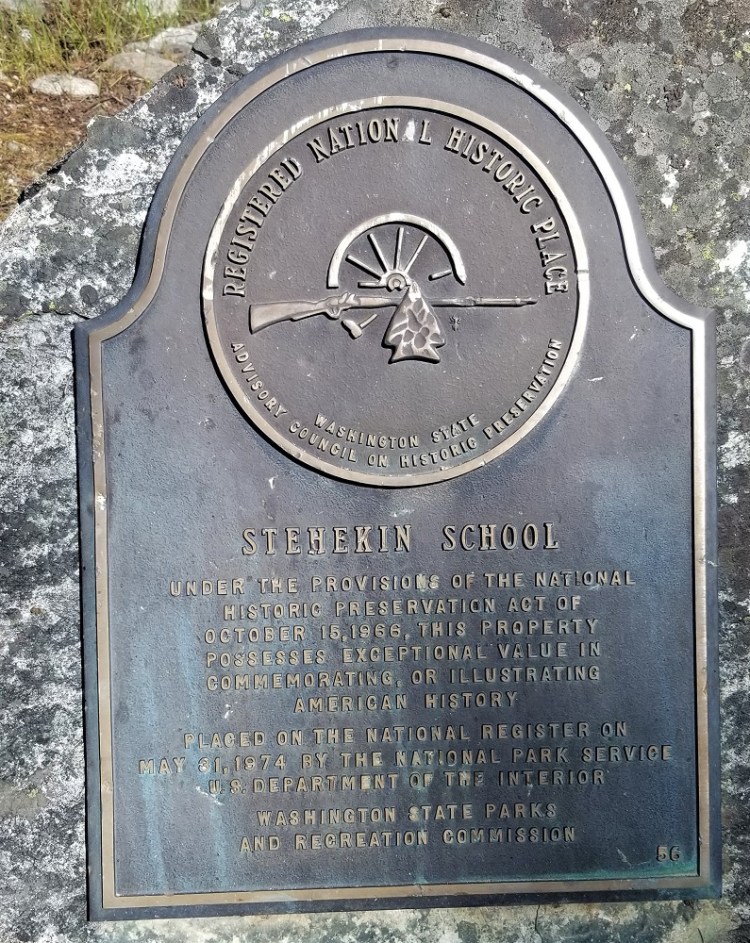 REGISTERED NATIONAL HISTORIC PLACE
WASHINGTON STATE
ADVISORY COUNCIL ON HISTORIC PRESERVATION
STEHEKIN SCHOOL
UNDER THE PROVISIONS OF THE NATIONAL
HISTORIC PRESERVATION ACT OF
OCTOBER 15, 1966, THIS PROPERTY
POSSESSES EXCEPTIONAL VALUE IN
COMMEMORATING, OR ILLUSTRATING
AMERICAN HISTORY
PLACED ON THE NATIONAL REGISTER ON
MAY 31, 1974 BY THE NATIONAL PARK SERVICE
U.S. DEPARTMENT OF THE INTERIOR
WASHINGTON STATE PARKS
AND RECREATION COMMISSION
56